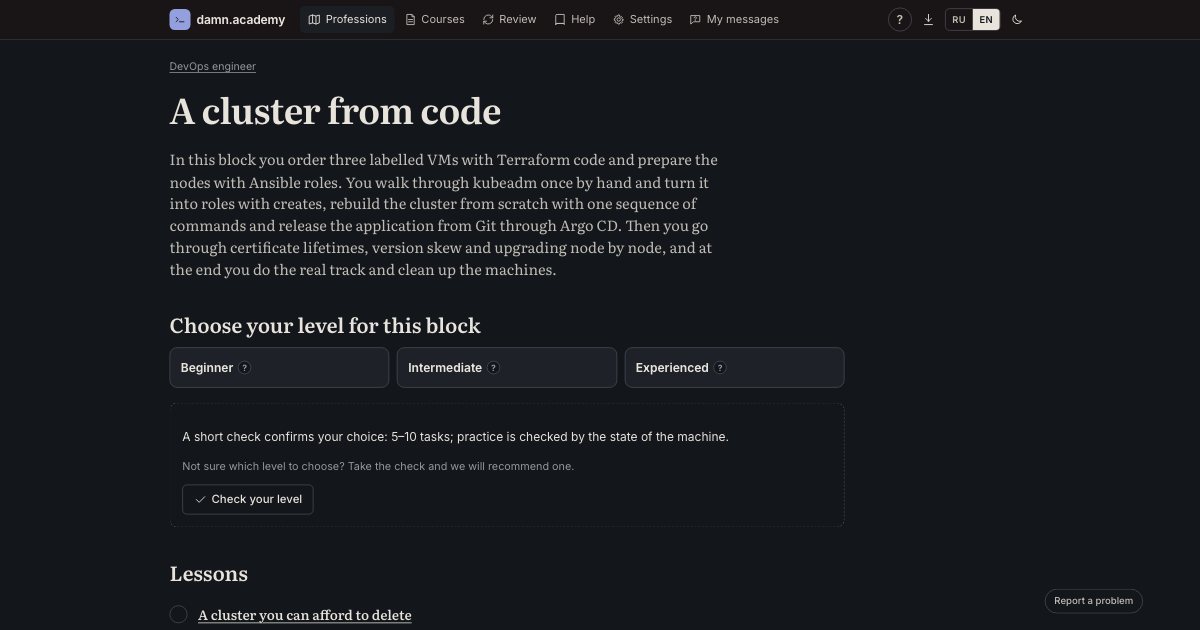 damn.academy
Professions
Courses
Review
Help
Settings
My messages
?
RU
EN
DevOps engineer
A cluster from code
In this block you order three labelled VMs with Terraform code and prepare the
nodes with Ansible roles. You walk through kubeadm once by hand and turn it
into roles with creates, rebuild the cluster from scratch with one sequence of
commands and release the application from Git through Argo CD. Then you go
through certificate lifetimes, version skew and upgrading node by node, and at
the end you do the real track and clean up the machines.
Choose your level for this block
Beginner ?
Intermediate ?
Experienced ?
A short check confirms your choice: 5–10 tasks; practice is checked by the state of the machine.
Not sure which level to choose? Take the check and we will recommend one.
Check your level
Lessons
A cluster you can afford to delete
Report a problem